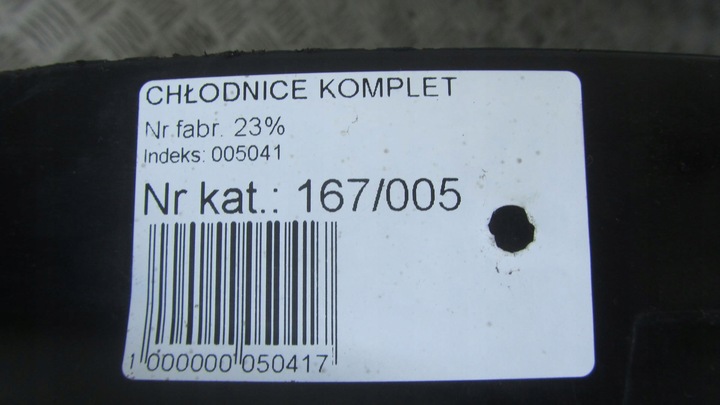 CHŁODNICE KOMPLET
Nr fabr. 23%
Indeks: 005041
Nr kat.: 167/005
1 000000 050417